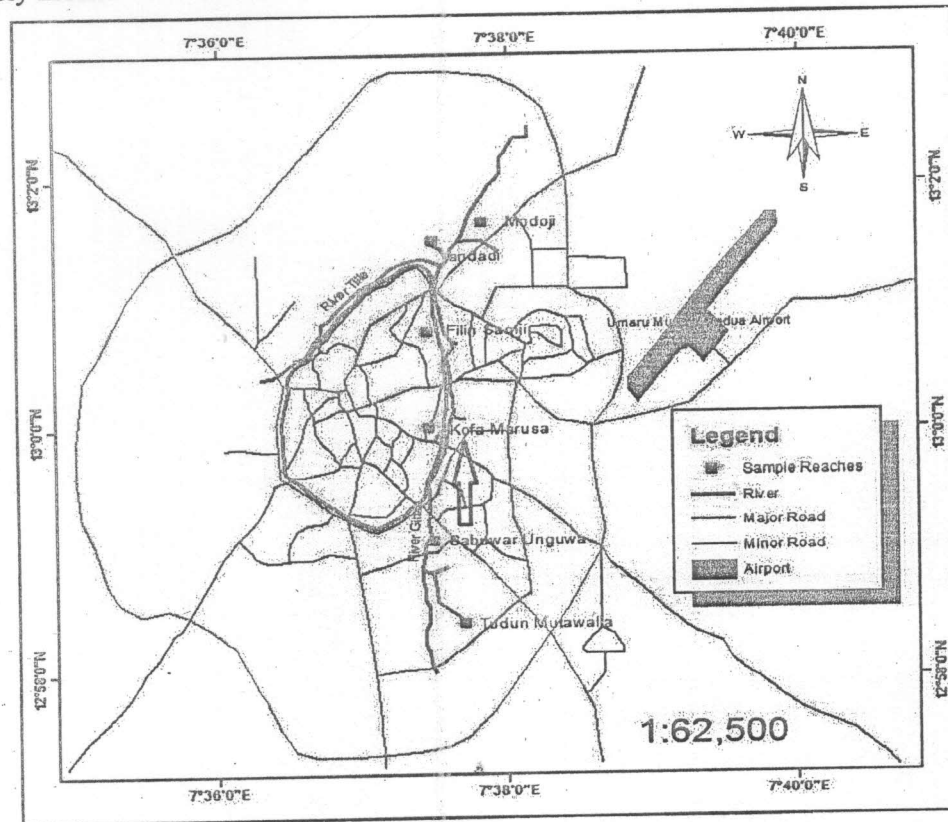 7°36'0"E 7°38'0"E 7°40'0"E
N
W E
S
13°2'0"N 13°2'0"N
Modoji
andadi
River Tille
Filin Samji
Umaru Mu dua Airport
13°0'0"N 13°0'0"N
Kofa Marusa
Legend
Sample Reaches
River
Major Road
Minor Road
Airport
River
Sabuwar Unguwa
Tudun Mutawalla
12°58'0"N 12°58'0"N
1:62,500
7°36'0"E 7°38'0"E 7°40'0"E